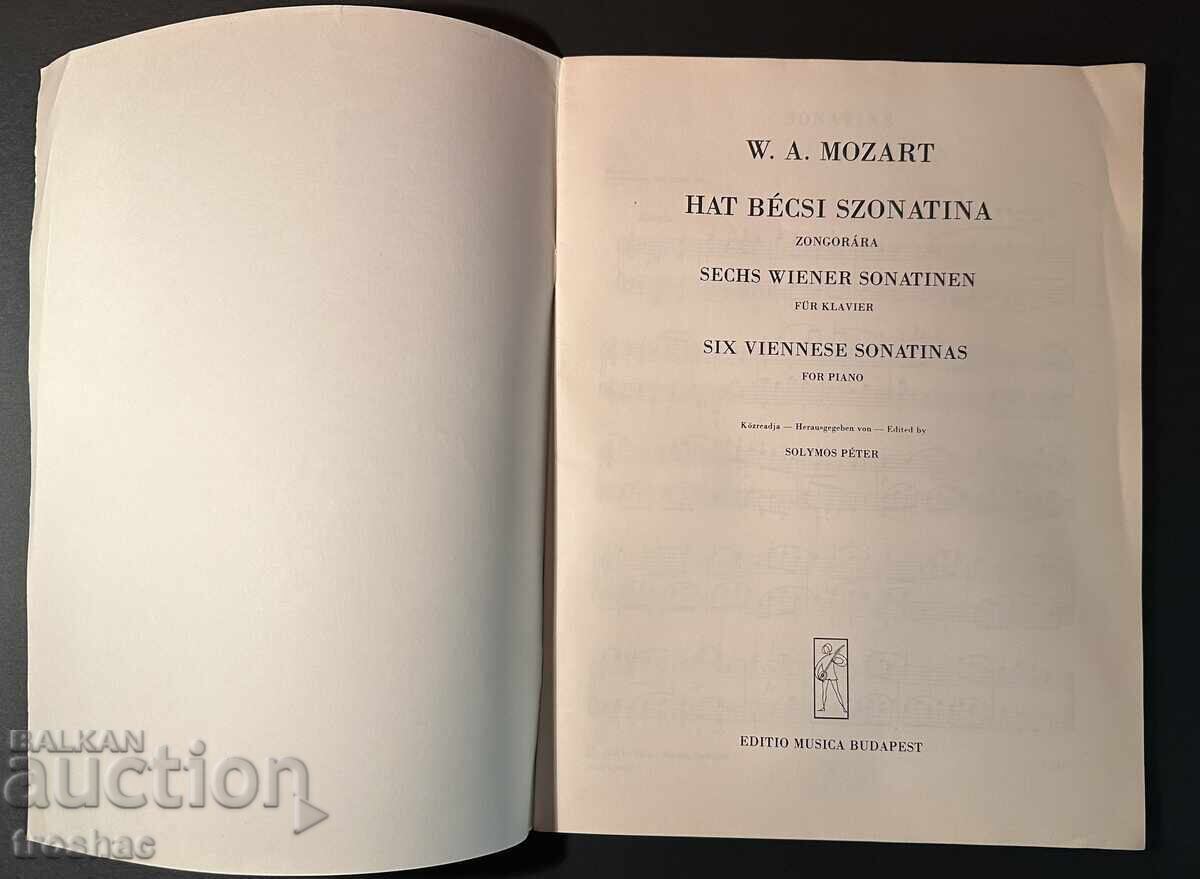 W. A. MOZART
HAT BÉCSI SZONATINA
ZONGORÁRA
SECHS WIENER SONATINEN
FÜR KLAVIER
SIX VIENNESE SONATINAS
FOR PIANO
Közreadja — Herausgegeben von — Edited by
SOLYMOS PÉTER
EDITIO MUSICA BUDAPEST
BALKAN
auction
froshac